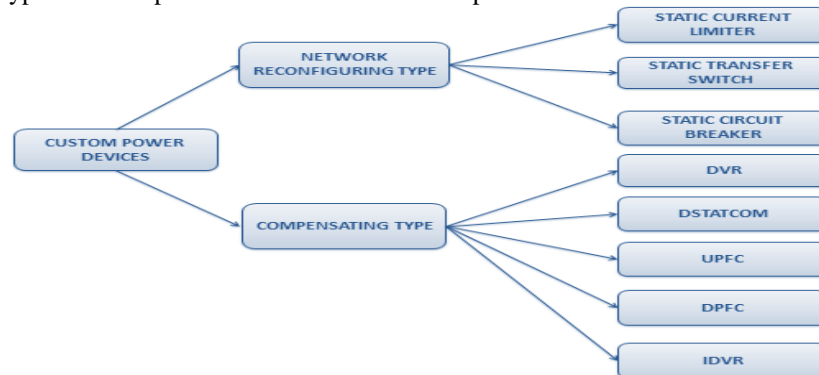 STATIC CURRENT
LIMITER
NETWORK
RECONFIGURING TYPE
STATIC TRANSFER
SWITCH
STATIC CIRCUIT
BREAKER
CUSTOM POWER
DEVICES
DVR
DSTATCOM
COMPENSATING TYPE
UPFC
DPFC
IDVR